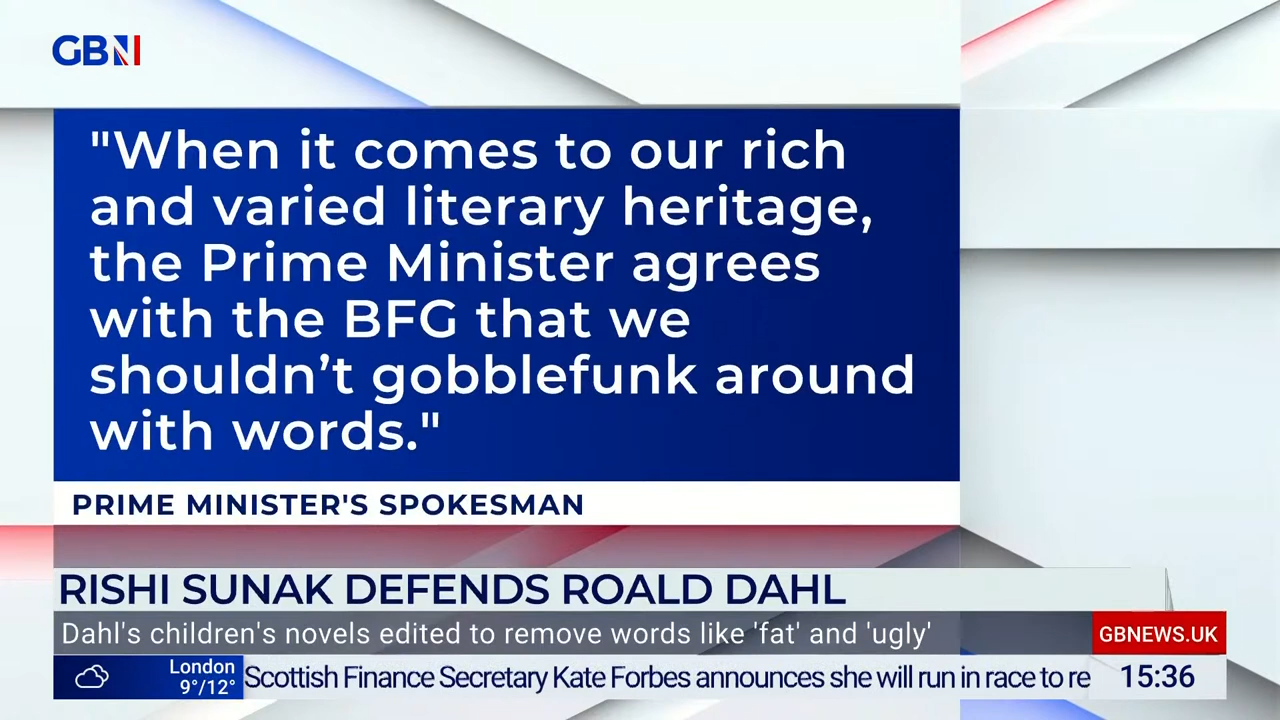 GBN
"When it comes to our rich
and varied literary heritage,
the Prime Minister agrees
with the BFG that we
shouldn’t gobblefunk around
with words."
PRIME MINISTER'S SPOKESMAN
RISHI SUNAK DEFENDS ROALD DAHL
Dahl's children's novels edited to remove words like 'fat' and 'ugly'
GBNEWS.UK
London
9°/12°
Scottish Finance Secretary Kate Forbes announces she will run in race to re
15:36